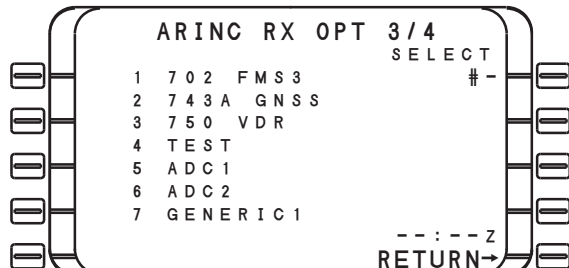 ARINC RX OPT 3/4
SELECT
1 702 FMS3 #-
2 743A GNSS
3 750 VDR
4 TEST
5 ADC1
6 ADC2
7 GENERIC1
--:--Z
RETURN→